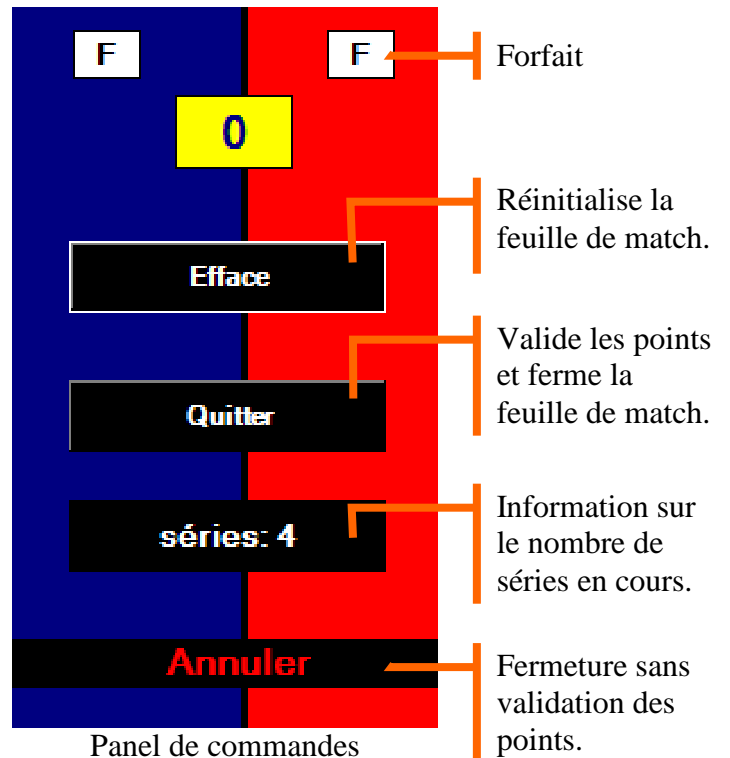 F
F
Forfait
0
Réinitialise la
feuille de match.
Efface
Valide les points
et ferme la
feuille de match.
Quitter
Information sur
le nombre de
séries en cours.
séries: 4
Annuler
Fermeture sans
validation des
points.
Panel de commandes